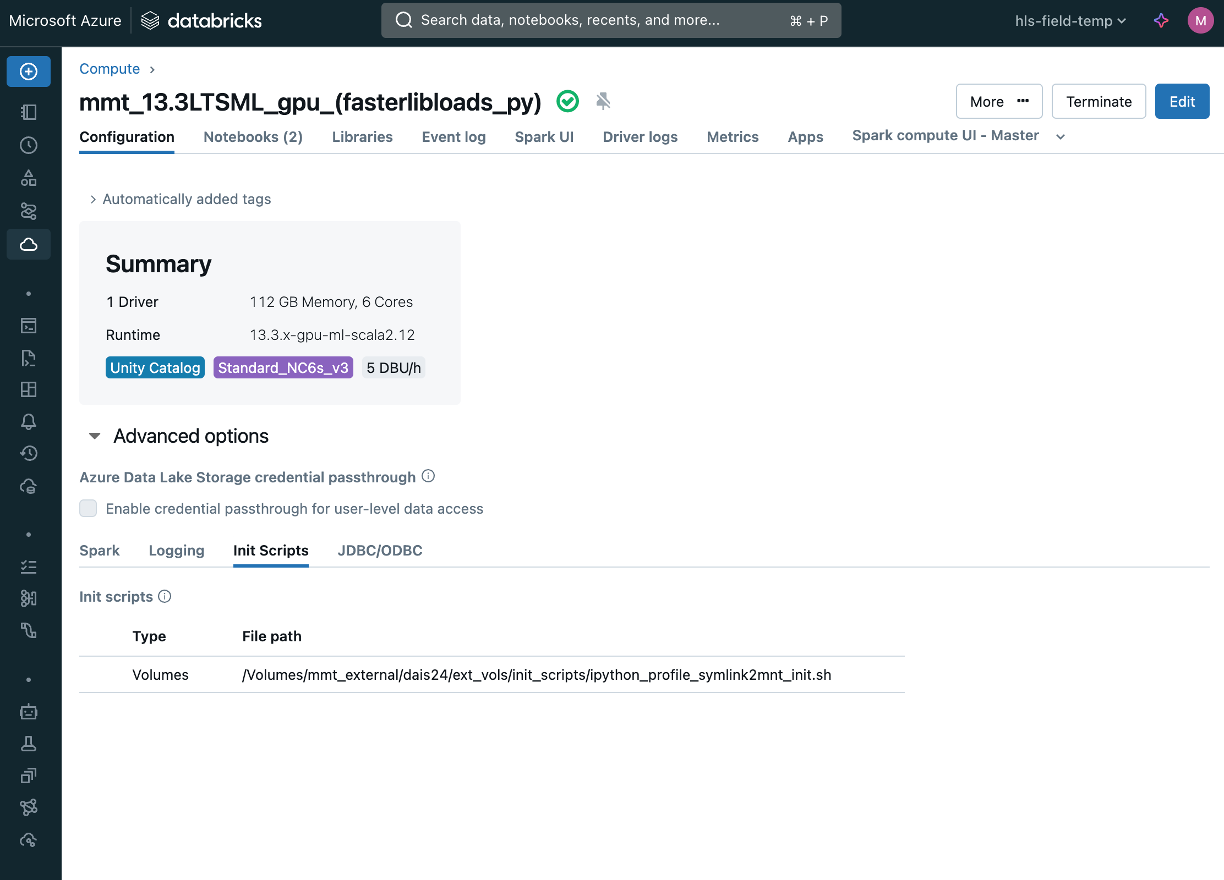 Microsoft Azure databricks Search data, notebooks, recents, and more... ⌘ + P hls-field-temp M
Compute
mmt_13.3LTSML_gpu_(fasterlibloads_py) More ··· Terminate Edit
Configuration Notebooks (2) Libraries Event log Spark UI Driver logs Metrics Apps Spark compute UI - Master
Automatically added tags
Summary
1 Driver 112 GB Memory, 6 Cores
Runtime 13.3.x-gpu-ml-scala2.12
Unity Catalog Standard_NC6s_v3 5 DBU/h
Advanced options
Azure Data Lake Storage credential passthrough
Enable credential passthrough for user-level data access
Spark Logging Init Scripts JDBC/ODBC
Init scripts
Type File path
Volumes /Volumes/mmt_external/dais24/ext_vols/init_scripts/ipython_profile_symlink2mnt_init.sh